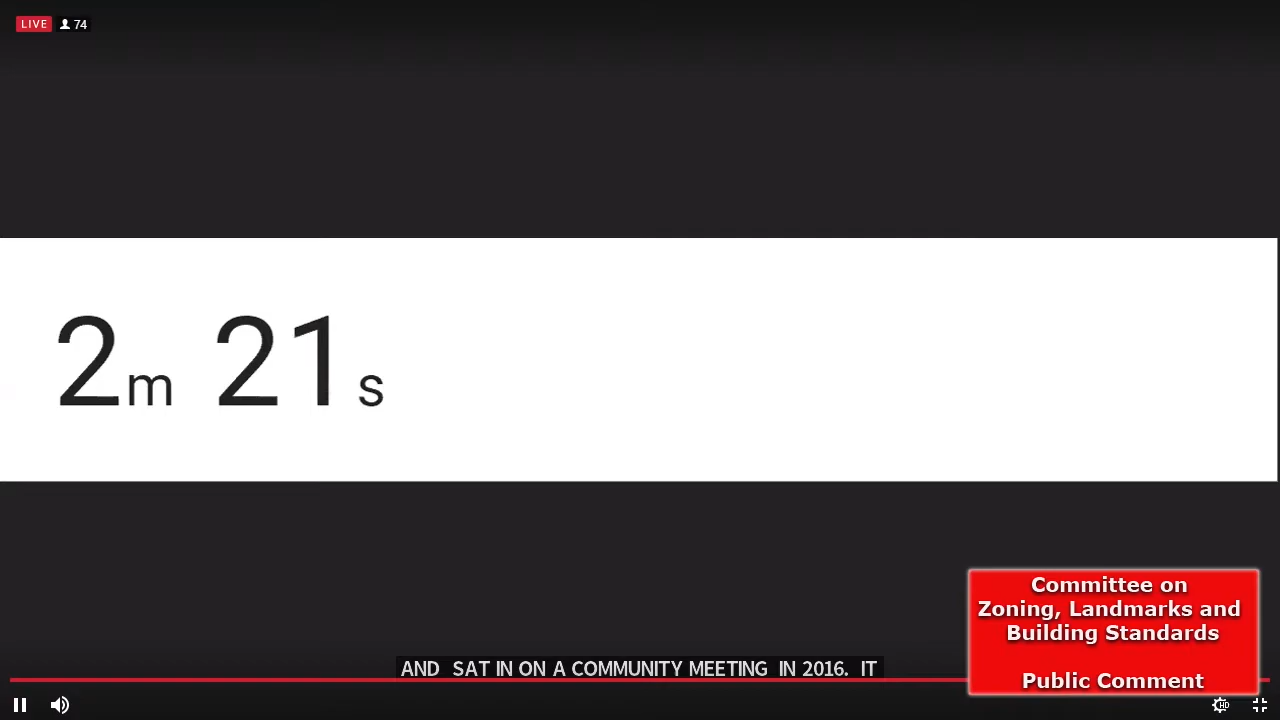 LIVE 74
2m 21s
Committee on
Zoning, Landmarks and
Building Standards
Public Comment
AND SAT IN ON A COMMUNITY MEETING IN 2016. IT
HD